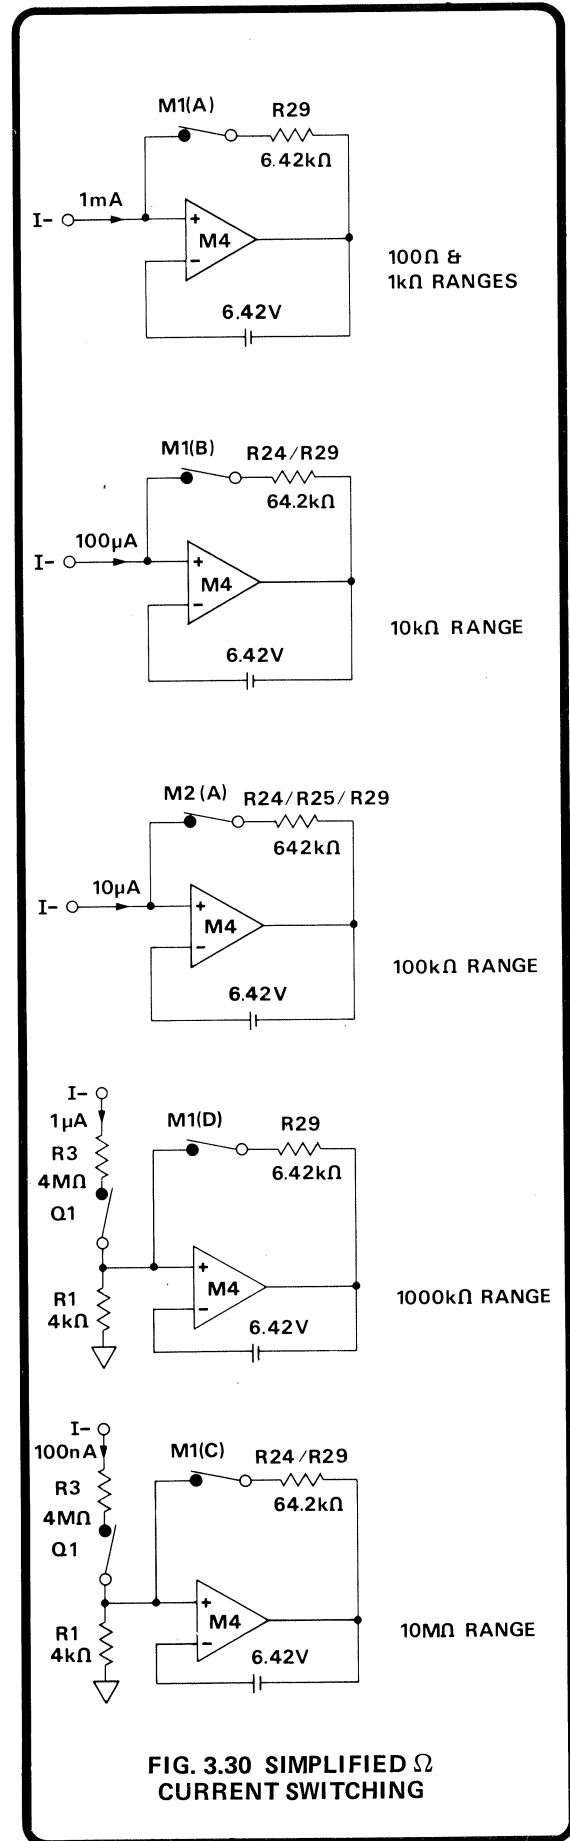 M1(A)
R29
6.42kΩ
1mA
I-
+
M4
-
6.42V
100Ω &
1kΩ RANGES
M1(B)
R24/R29
64.2kΩ
100µA
I-
+
M4
-
6.42V
10kΩ RANGE
M2(A)
R24/R25/R29
642kΩ
10µA
I-
+
M4
-
6.42V
100kΩ RANGE
I-
1µA
R3
4MΩ
Q1
R1
4kΩ
M1(D)
R29
6.42kΩ
+
M4
-
6.42V
1000kΩ RANGE
I-
100nA
R3
4MΩ
Q1
R1
4kΩ
M1(C)
R24/R29
64.2kΩ
+
M4
-
6.42V
10MΩ RANGE
FIG. 3.30 SIMPLIFIED Ω
CURRENT SWITCHING